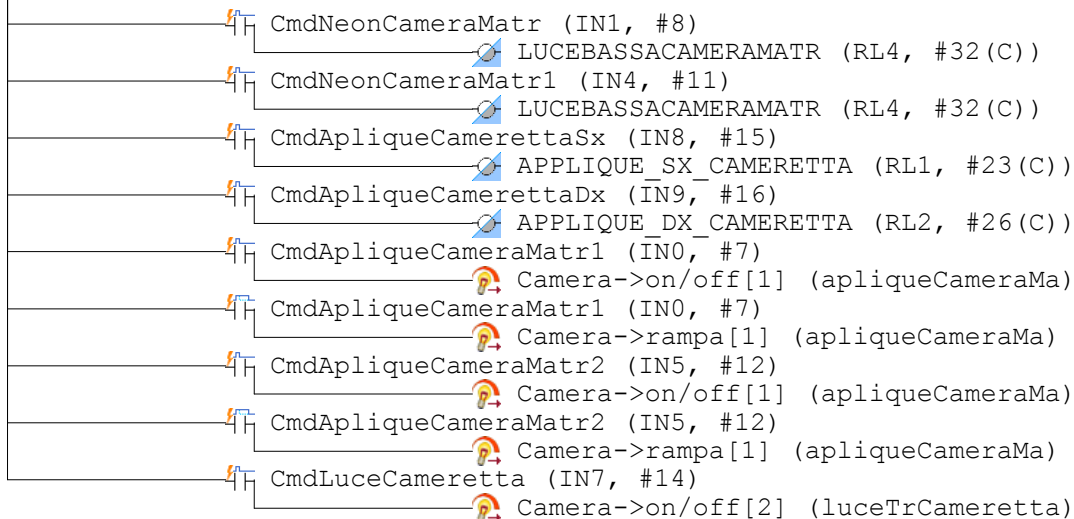 CmdNeonCameraMatr (IN1, #8)
LUCEBASSACAMERAMATR (RL4, #32(C))
CmdNeonCameraMatr1 (IN4, #11)
LUCEBASSACAMERAMATR (RL4, #32(C))
CmdApliqueCamerettaSx (IN8, #15)
APPLIQUE_SX_CAMERETTA (RL1, #23(C))
CmdApliqueCamerettaDx (IN9, #16)
APPLIQUE_DX_CAMERETTA (RL2, #26(C))
CmdApliqueCameraMatr1 (IN0, #7)
Camera->on/off[1] (apliqueCameraMa)
CmdApliqueCameraMatr1 (IN0, #7)
Camera->rampa[1] (apliqueCameraMa)
CmdApliqueCameraMatr2 (IN5, #12)
Camera->on/off[1] (apliqueCameraMa)
CmdApliqueCameraMatr2 (IN5, #12)
Camera->rampa[1] (apliqueCameraMa)
CmdLuceCameretta (IN7, #14)
Camera->on/off[2] (luceTrCameretta)